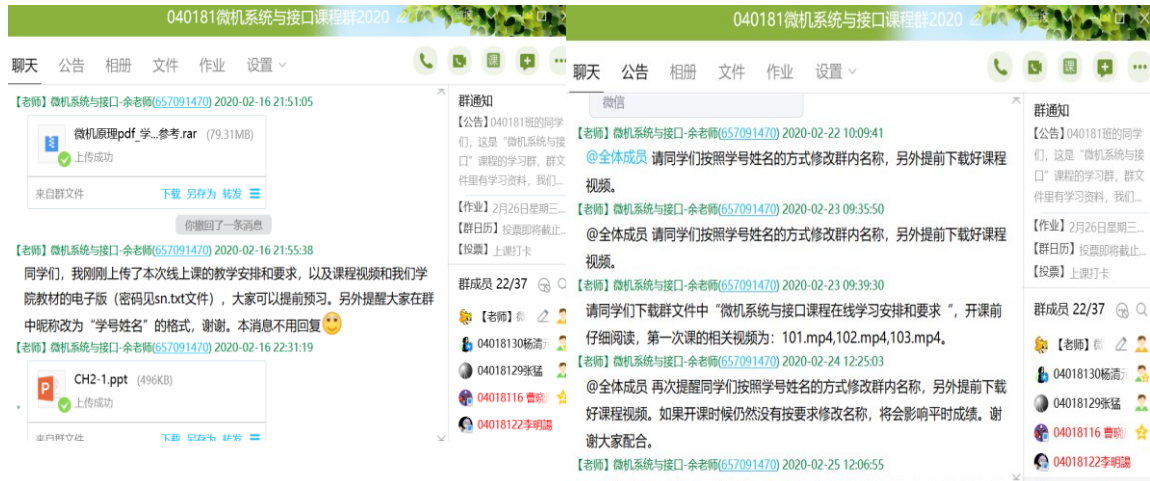 040181微机系统与接口课程群2020
聊天 公告 相册 文件 作业 设置
【老师】微机系统与接口-余老师(657091470) 2020-02-16 21:51:05
微机原理pdf_学...参考.rar (79.31MB)
上传成功
来自群文件 下载 另存为 转发
你撤回了一条消息
【老师】微机系统与接口-余老师(657091470) 2020-02-16 21:55:38
同学们，我刚刚上传了本次线上课的教学安排和要求，以及课程视频和我们学
院教材的电子版（密码见sn.txt文件），大家可以提前预习。另外提醒大家在群
中昵称改为“学号姓名”的格式，谢谢。本消息不用回复
【老师】微机系统与接口-余老师(657091470) 2020-02-16 22:31:19
CH2-1.ppt (496KB)
上传成功
来自群文件 下载 另存为 转发
群通知
【公告】040181班的同学
们，这是“微机系统与接
口”课程的学习群，群文
件里有学习资料，我们...
【作业】2月26日星期三...
【群日历】投票即将截止...
【投票】上课打卡
群成员 22/37
【老师】
04018130杨清
04018129张猛
04018116 曹晓
04018122李明
040181微机系统与接口课程群2020
聊天 公告 相册 文件 作业 设置
微信
【老师】微机系统与接口-余老师(657091470) 2020-02-22 10:09:41
@全体成员 请同学们按照学号姓名的方式修改群内名称，另外提前下载好课程
视频。
【老师】微机系统与接口-余老师(657091470) 2020-02-23 09:35:50
@全体成员 请同学们按照学号姓名的方式修改群内名称，另外提前下载好课程
视频。
【老师】微机系统与接口-余老师(657091470) 2020-02-23 09:39:30
请同学们下载群文件中“微机系统与接口课程在线学习安排和要求 ”，开课前
仔细阅读，第一次课的相关视频为：101.mp4,102.mp4,103.mp4。
【老师】微机系统与接口-余老师(657091470) 2020-02-24 12:25:03
@全体成员 再次提醒同学们按照学号姓名的方式修改群内名称，另外提前下载
好课程视频。如果开课时候仍然没有按要求修改名称，将会影响平时成绩。谢
谢大家配合。
【老师】微机系统与接口-余老师(657091470) 2020-02-25 12:06:55
群通知
【公告】040181班的同学
们，这是“微机系统与接
口”课程的学习群，群文
件里有学习资料，我们...
【作业】2月26日星期三...
【群日历】投票即将截止...
【投票】上课打卡
群成员 22/37
【老师】微
04018130杨清元
04018129张猛
04018116 曹晓
04018122李明